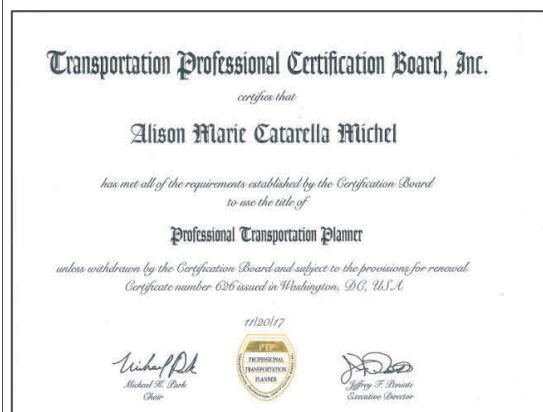 Transportation Professional Certification Board, Inc.
certifies that
Alison Marie Catarella Michel
has met all of the requirements established by the Certification Board
to use the title of
Professional Transportation Planner
unless withdrawn by the Certification Board and subject to the provisions for renewal.
Certificate number 626 issued in Washington, DC, USA
11/20/17
PTP
PROFESSIONAL
TRANSPORTATION
PLANNER
Michael K. Park
Chair
Jeffrey F. Paniati
Executive Director